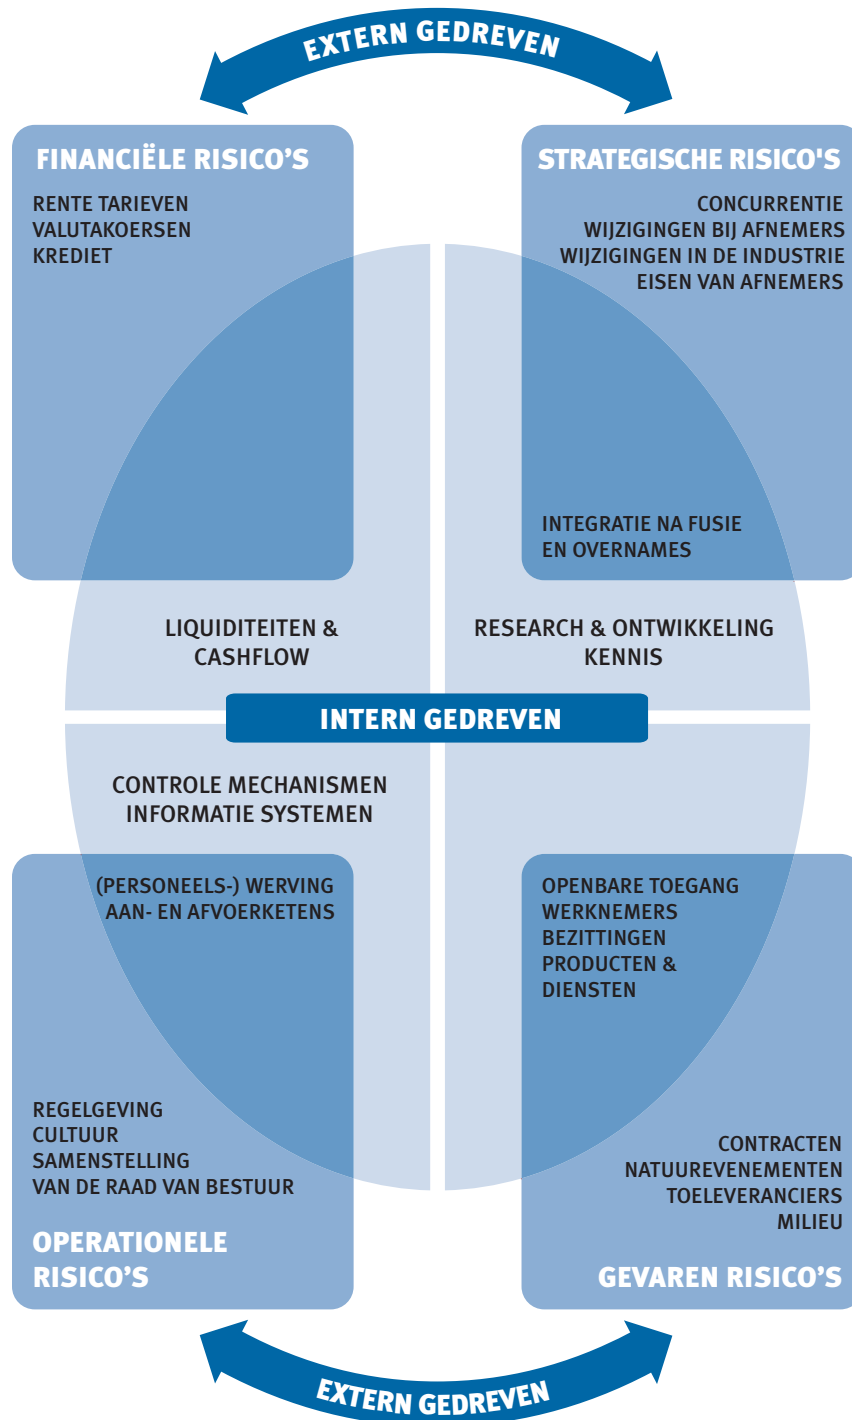 EXTERN GEDREVEN
FINANCIËLE RISICO’S
RENTE TARIEVEN
VALUTAKOERSEN
KREDIET
STRATEGISCHE RISICO'S
CONCURRENTIE
WIJZIGINGEN BIJ AFNEMERS
WIJZIGINGEN IN DE INDUSTRIE
EISEN VAN AFNEMERS
INTEGRATIE NA FUSIE
EN OVERNAMES
LIQUIDITEITEN &
CASHFLOW
RESEARCH & ONTWIKKELING
KENNIS
INTERN GEDREVEN
CONTROLE MECHANISMEN
INFORMATIE SYSTEMEN
(PERSONEELS-) WERVING
AAN- EN AFVOERKETENS
REGELGEVING
CULTUUR
SAMENSTELLING
VAN DE RAAD VAN BESTUUR
OPERATIONELE
RISICO’S
OPENBARE TOEGANG
WERKNEMERS
BEZITTINGEN
PRODUCTEN &
DIENSTEN
CONTRACTEN
NATUUREVENEMENTEN
TOELEVERANCIERS
MILIEU
GEVAREN RISICO’S
EXTERN GEDREVEN